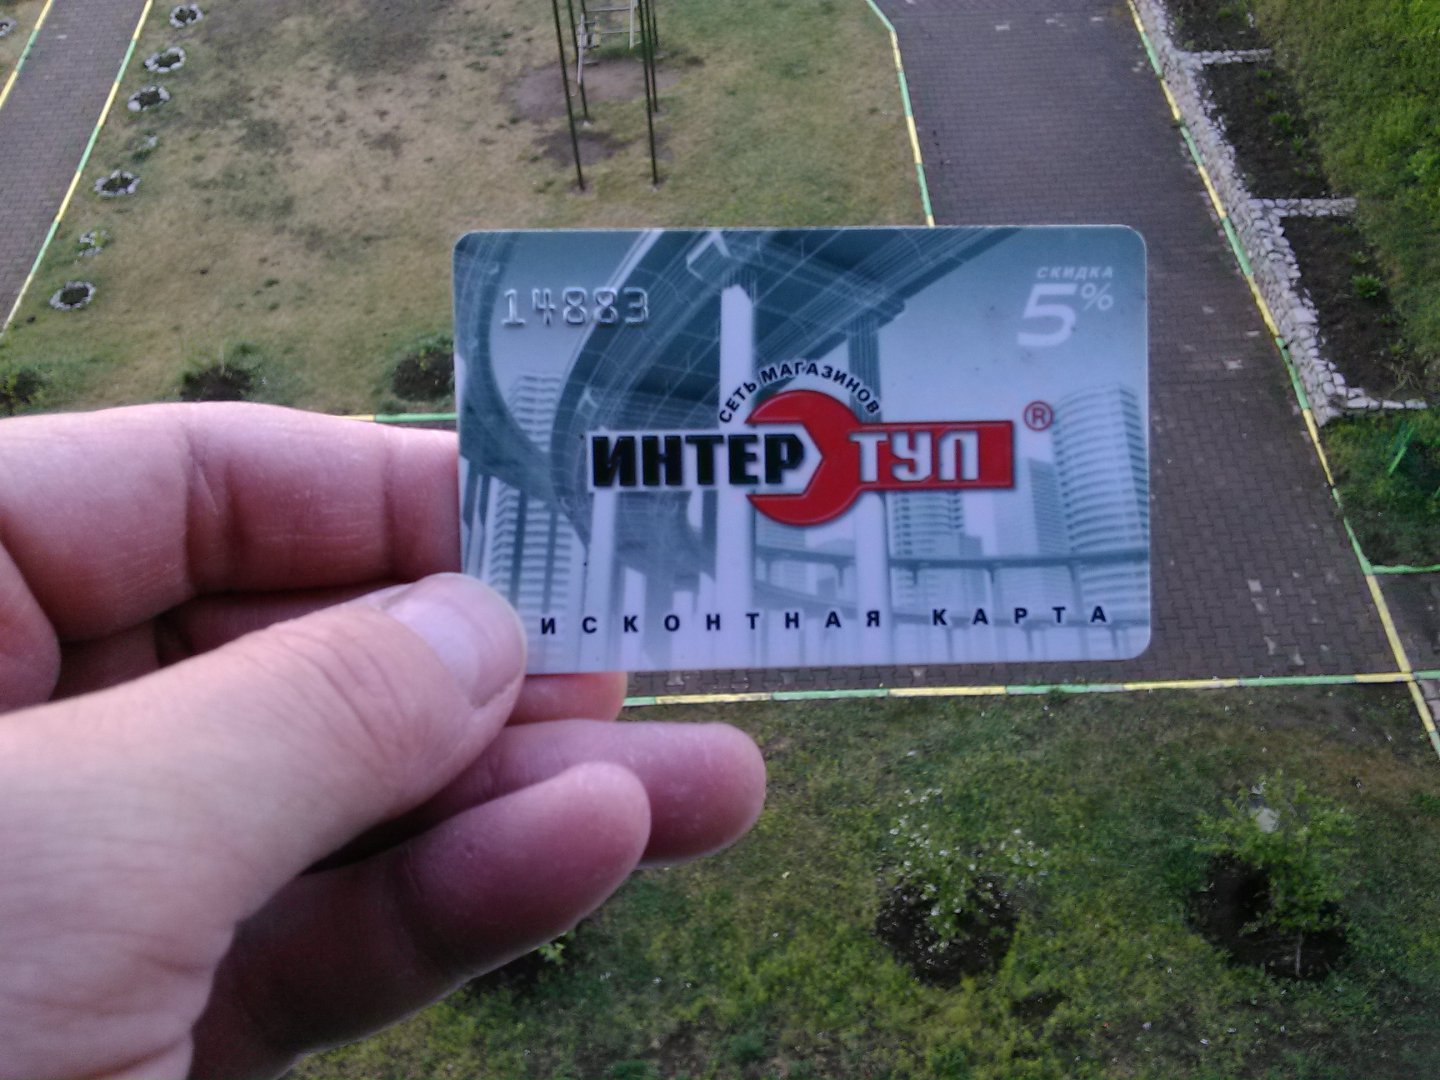 14883
СКИДКА
5%
СЕТЬ МАГАЗИНОВ
ИНТЕР ТУЛ ®
ИСКОНТНАЯ КАРТА